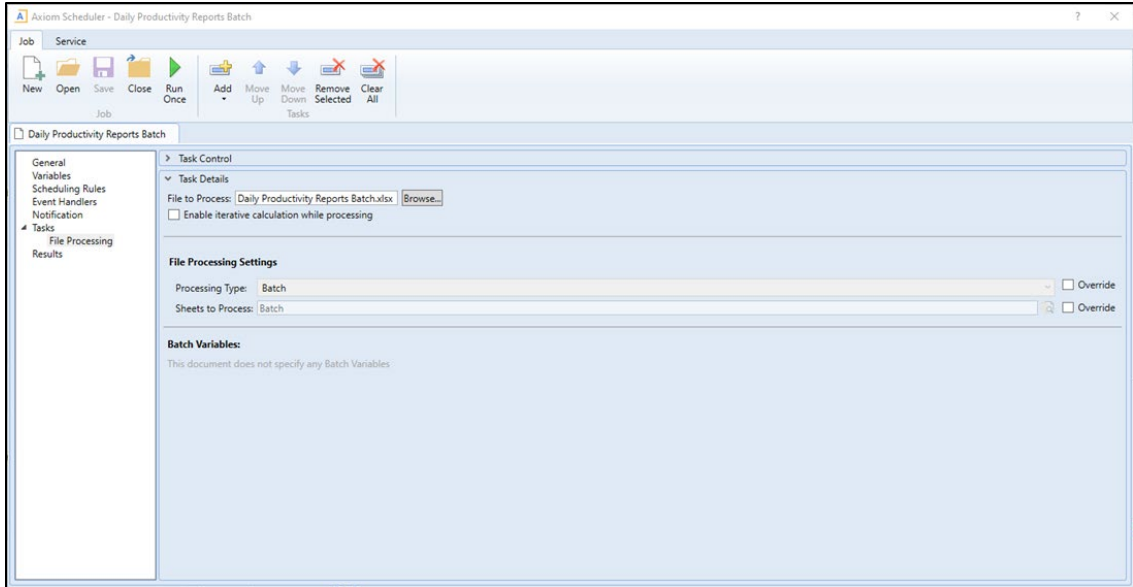 A Axiom Scheduler - Daily Productivity Reports Batch ?
Job Service
New Open Save Close Run Once Add Move Up Move Down Remove Selected Clear All
Job Tasks
Daily Productivity Reports Batch
General
Variables
Scheduling Rules
Event Handlers
Notification
Tasks
File Processing
Results
Task Control
Task Details
File to Process: Daily Productivity Reports Batch.xlsx Browse...
Enable iterative calculation while processing
File Processing Settings
Processing Type: Batch Override
Sheets to Process: Batch Override
Batch Variables:
This document does not specify any Batch Variables